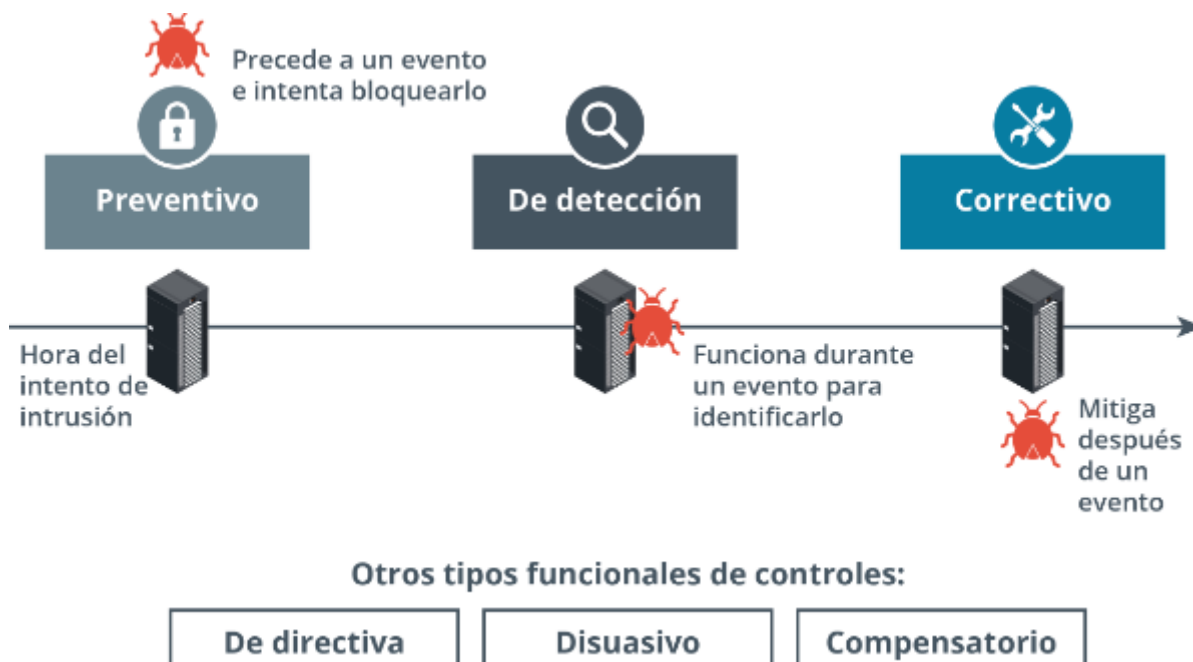 Precede a un evento
e intenta bloquearlo
Preventivo
De detección
Correctivo
Hora del
intento de
intrusión
Funciona durante
un evento para
identificarlo
Mitiga
después
de un
evento
Otros tipos funcionales de controles:
De directiva
Disuasivo
Compensatorio